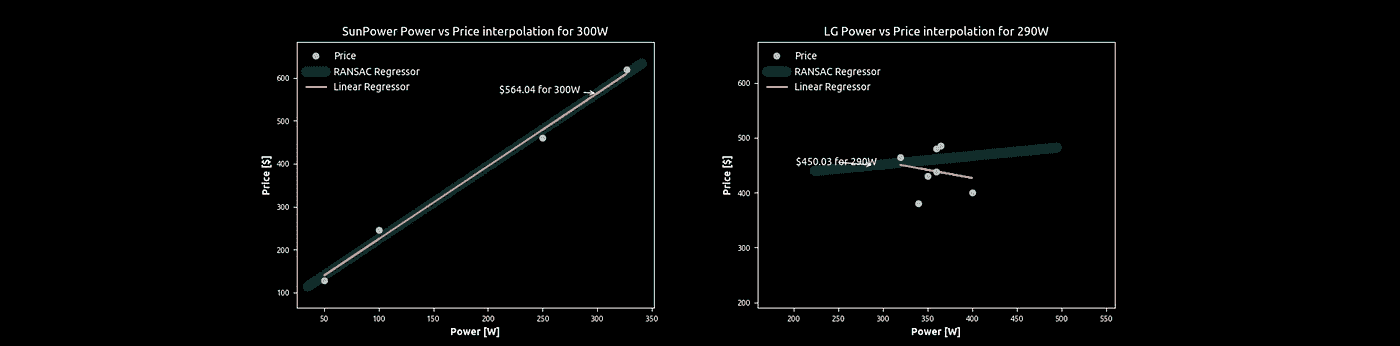 SunPower Power vs Price interpolation for 300W
Price
RANSAC Regressor
Linear Regressor
$564.04 for 300W
600
500
400
300
200
100
Price [$]
50 100 150 200 250 300 350
Power [W]
LG Power vs Price interpolation for 290W
Price
RANSAC Regressor
Linear Regressor
$450.03 for 290W
600
500
400
300
200
Price [$]
200 250 300 350 400 450 500 550
Power [W]